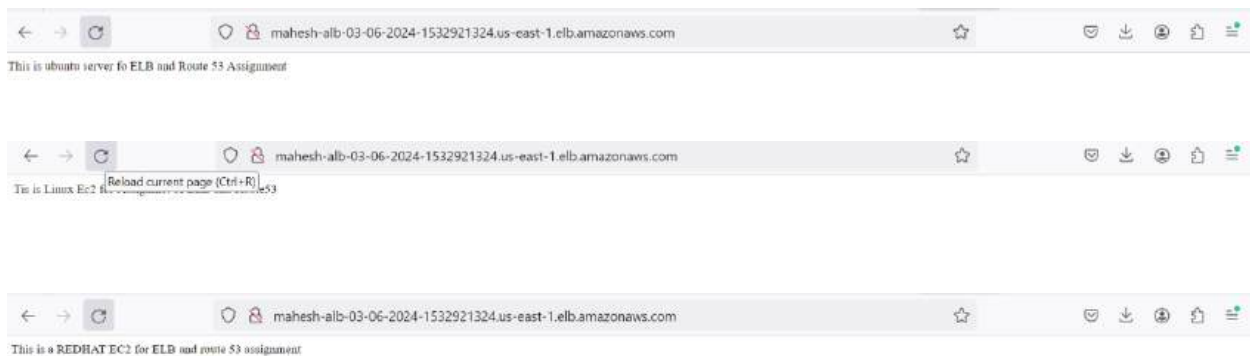 mahesh-alb-03-06-2024-1532921324.us-east-1.elb.amazonaws.com
This is ubuntu server fo ELB and Route 53 Assignment
mahesh-alb-03-06-2024-1532921324.us-east-1.elb.amazonaws.com
Reload current page (Ctrl+R)
Tis is Linux Ec2
mahesh-alb-03-06-2024-1532921324.us-east-1.elb.amazonaws.com
This is a REDHAT EC2 for ELB and route 53 assignment